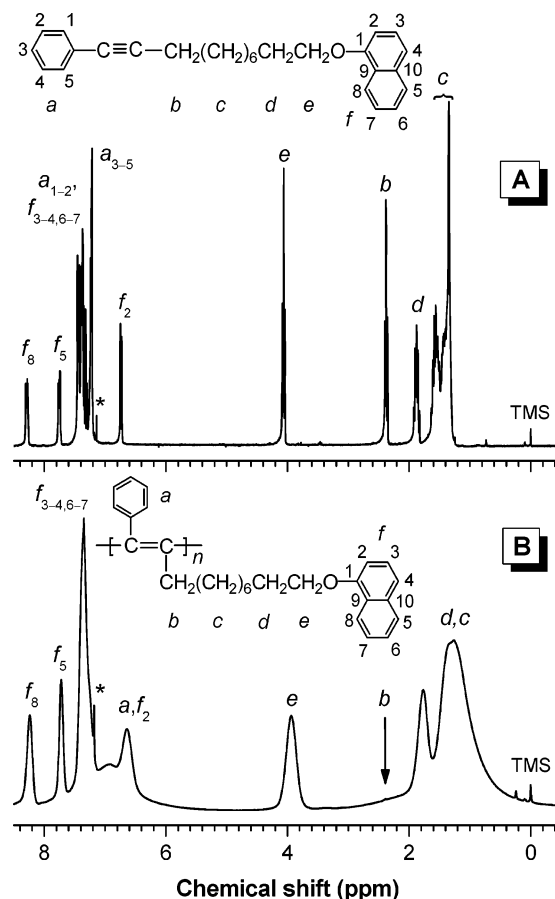 2 1 1 2 3
3 C≡C—CH₂(CH₂)₆CH₂CH₂O 4
4 5 9 10
8 5
7 6
a b c d e f
c
A
a₃₋₅
e
a₁₋₂,
f₃₋₄,₆₋₇
b
f₂
d
f₈ f₅ * TMS
B
f₃₋₄,₆₋₇ a
[C=C]n
f
1 2 3
CH₂(CH₂)₆CH₂CH₂O 4
9 10
b c d e 8 5
7 6
d,c
f₈ f₅ * a,f₂ e b
TMS
8 6 4 2 0
Chemical shift (ppm)